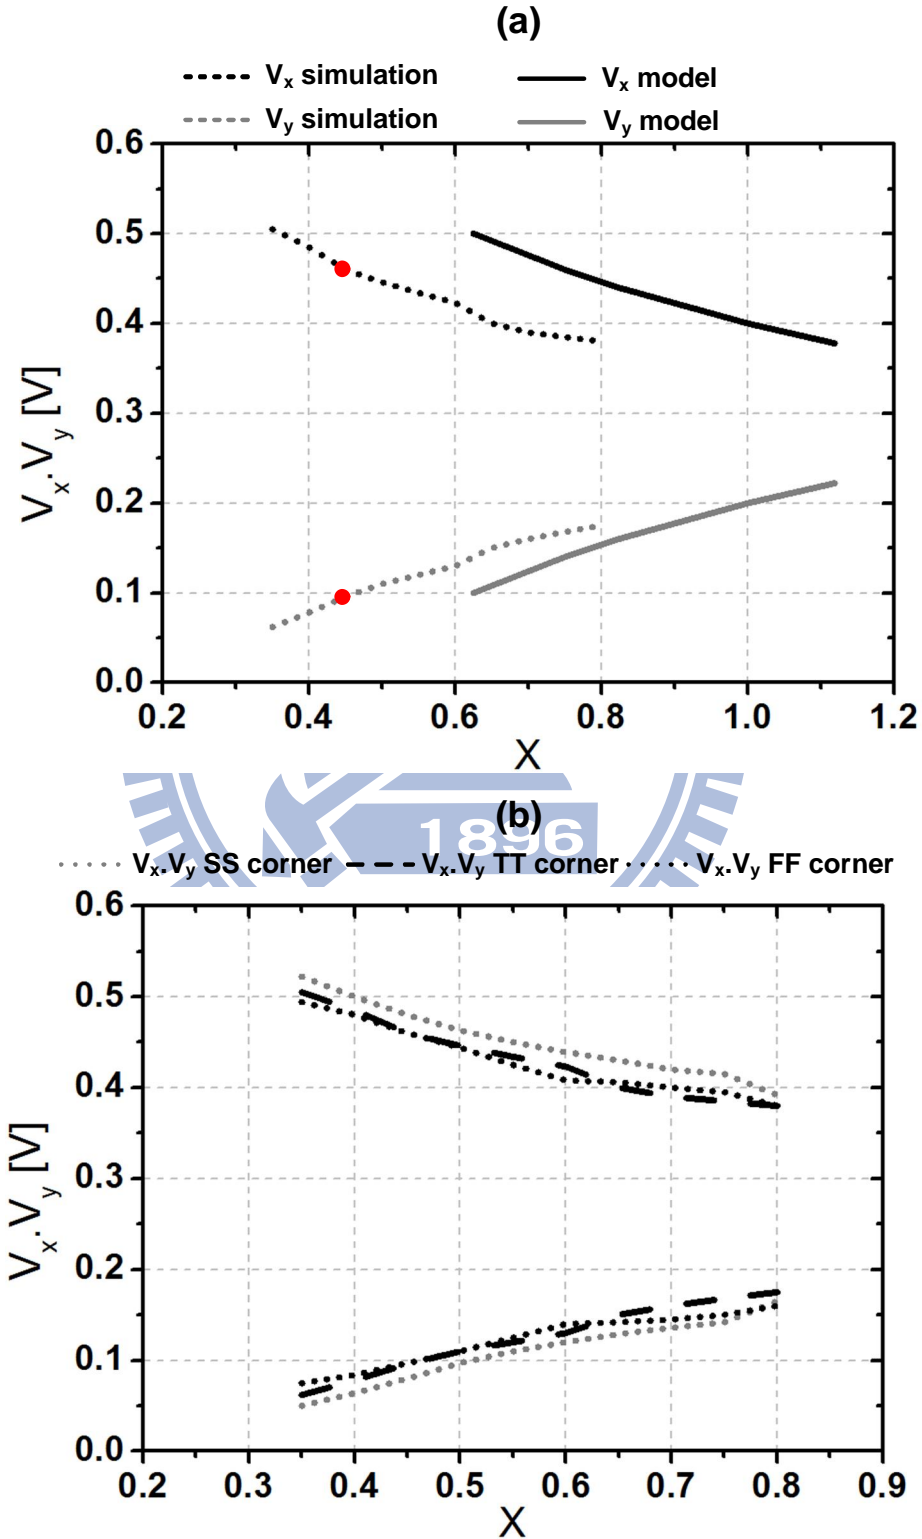 (a)
Vx simulation Vx model
Vy simulation Vy model
0.6
0.5
0.4
0.3
0.2
0.1
0.0
Vx.Vy [V]
0.2 0.4 0.6 0.8 1.0 1.2
X
(b)
1896
Vx.Vy SS corner Vx.Vy TT corner Vx.Vy FF corner
0.6
0.5
0.4
0.3
0.2
0.1
0.0
Vx.Vy [V]
0.2 0.3 0.4 0.5 0.6 0.7 0.8 0.9
X